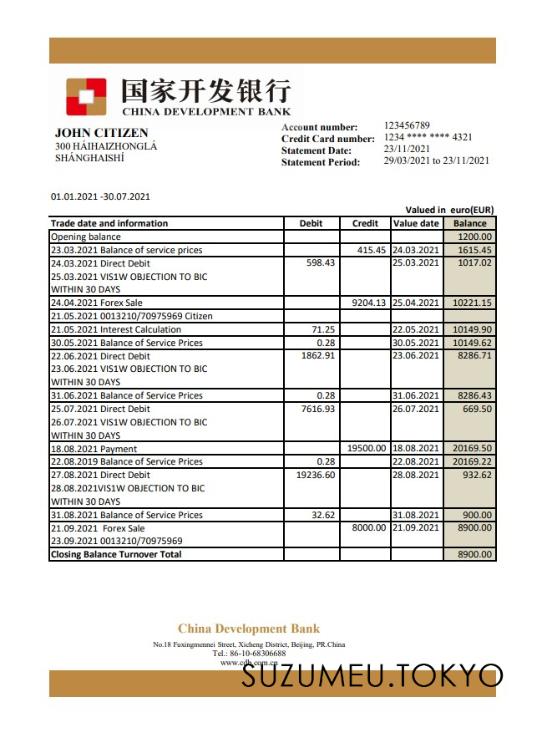 国家开发银行
CHINA DEVELOPMENT BANK
JOHN CITIZEN
300 HÁIHAIZHONGLÀ
SHÁNGHAISHÍ
Account number: 123456789
Credit Card number: 1234 **** **** 4321
Statement Date: 23/11/2021
Statement Period: 29/03/2021 to 23/11/2021
01.01.2021 -30.07.2021
Valued in euro(EUR)
Trade date and information Debit Credit Value date Balance
Opening balance 1200.00
23.03.2021 Balance of service prices 415.45 24.03.2021 1615.45
24.03.2021 Direct Debit 598.43 25.03.2021 1017.02
25.03.2021 VIS1W OBJECTION TO BIC
WITHIN 30 DAYS
24.04.2021 Forex Sale 9204.13 25.04.2021 10221.15
21.05.2021 0013210/70975969 Citizen
21.05.2021 Interest Calculation 71.25 22.05.2021 10149.90
30.05.2021 Balance of Service Prices 0.28 30.05.2021 10149.62
22.06.2021 Direct Debit 1862.91 23.06.2021 8286.71
23.06.2021 VIS1W OBJECTION TO BIC
WITHIN 30 DAYS
31.06.2021 Balance of Service Prices 0.28 31.06.2021 8286.43
25.07.2021 Direct Debit 7616.93 26.07.2021 669.50
26.07.2021 VIS1W OBJECTION TO BIC
WITHIN 30 DAYS
18.08.2021 Payment 19500.00 18.08.2021 20169.50
22.08.2019 Balance of Service Prices 0.28 22.08.2021 20169.22
27.08.2021 Direct Debit 19236.60 28.08.2021 932.62
28.08.2021VIS1W OBJECTION TO BIC
WITHIN 30 DAYS
31.08.2021 Balance of Service Prices 32.62 31.08.2021 900.00
21.09.2021 Forex Sale 8000.00 21.09.2021 8900.00
23.09.2021 0013210/70975969
Closing Balance Turnover Total 8900.00
China Development Bank
No.18 Fuxingmennei Street, Xicheng District, Beijing, PR.China
Tel.: 86-10-68306688
www.cdb.com.cn
SUZUMEU.TOKYO